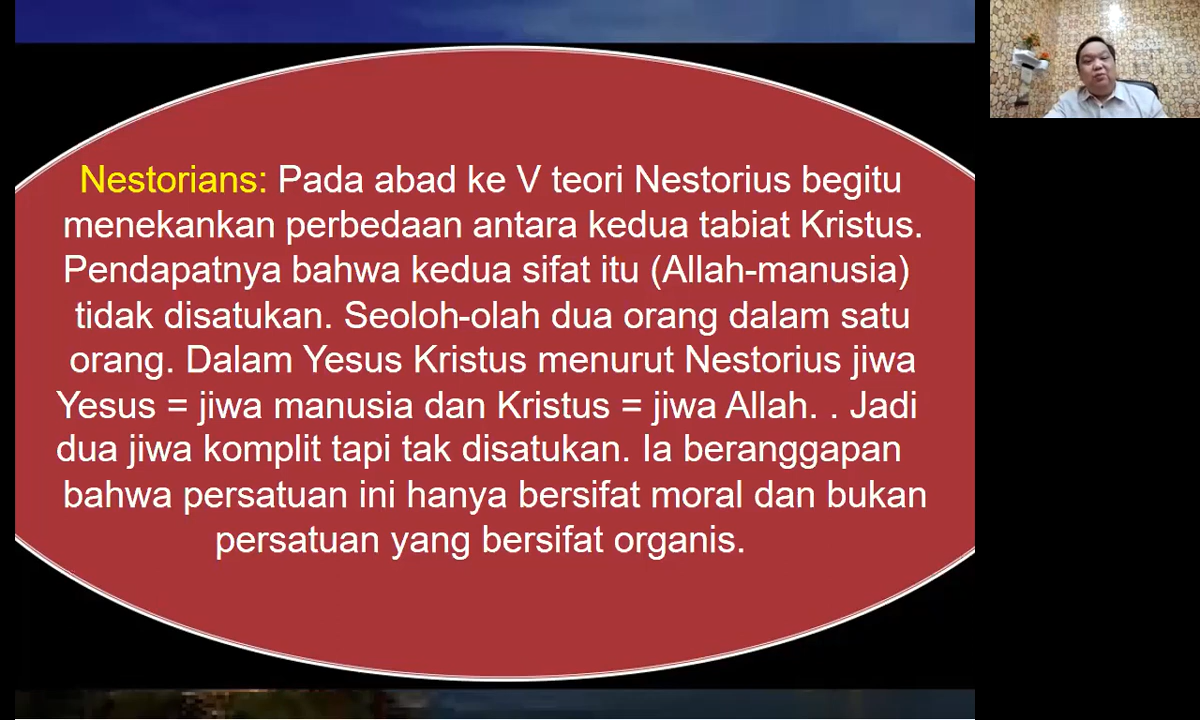 Nestorians: Pada abad ke V teori Nestorius begitu
menekankan perbedaan antara kedua tabiat Kristus.
Pendapatnya bahwa kedua sifat itu (Allah-manusia)
tidak disatukan. Seoloh-olah dua orang dalam satu
orang. Dalam Yesus Kristus menurut Nestorius jiwa
Yesus = jiwa manusia dan Kristus = jiwa Allah. . Jadi
dua jiwa komplit tapi tak disatukan. Ia beranggapan
bahwa persatuan ini hanya bersifat moral dan bukan
persatuan yang bersifat organis.